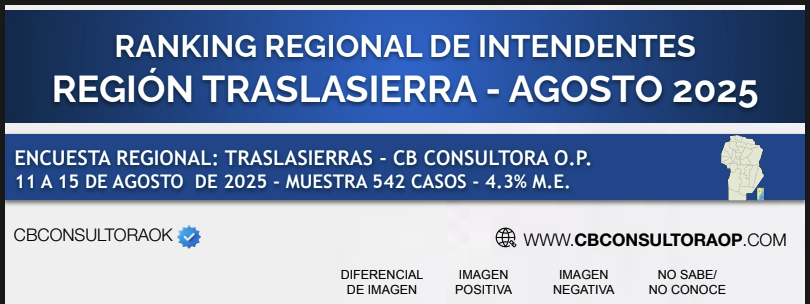 RANKING REGIONAL DE INTENDENTES
REGIÓN TRASLASIERRA - AGOSTO 2025
ENCUESTA REGIONAL: TRASLASIERRAS - CB CONSULTORA O.P.
11 A 15 DE AGOSTO DE 2025 - MUESTRA 542 CASOS - 4.3% M.E.
CBCONSULTORAOK
WWW.CBCONSULTORAOP.COM
DIFERENCIAL DE IMAGEN
IMAGEN POSITIVA
IMAGEN NEGATIVA
NO SABE/ NO CONOCE